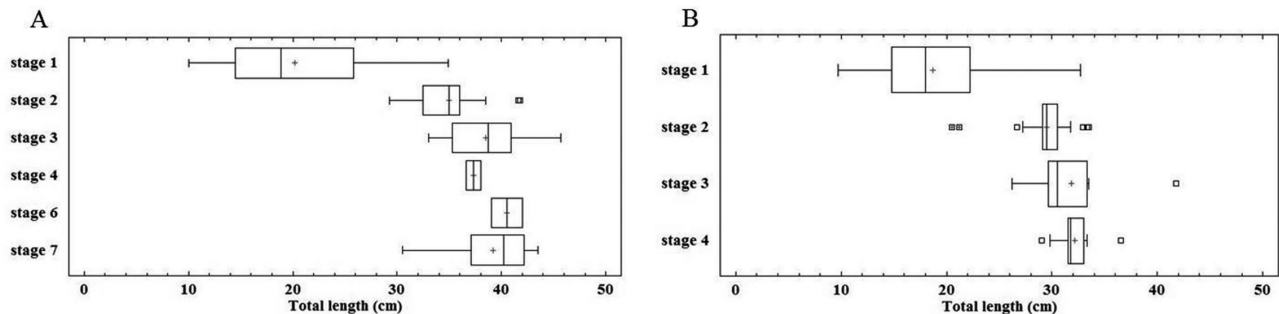 A
stage 1
stage 2
stage 3
stage 4
stage 6
stage 7
0 10 20 30 40 50
Total length (cm)
B
stage 1
stage 2
stage 3
stage 4
0 10 20 30 40 50
Total length (cm)